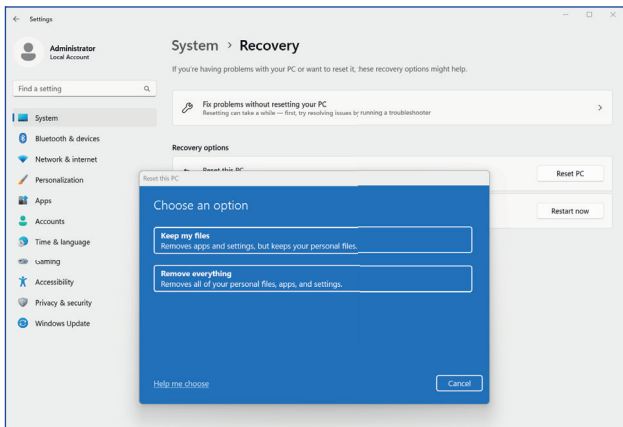 Settings
Administrator
Local Account
Find a setting
System
Bluetooth & devices
Network & internet
Personalization
Apps
Accounts
Time & language
Gaming
Accessibility
Privacy & security
Windows Update
System > Recovery
If you're having problems with your PC or want to reset it, hese recovery options might help.
Fix problems without resetting your PC
Resetting can take a while — first, try resolving issues by running a troubleshooter
Recovery options
Reset this PC
Reset PC
Restart now
Reset this PC
Choose an option
Keep my files
Removes apps and settings, but keeps your personal files.
Remove everything
Removes all of your personal files, apps, and settings.
Help me choose
Cancel